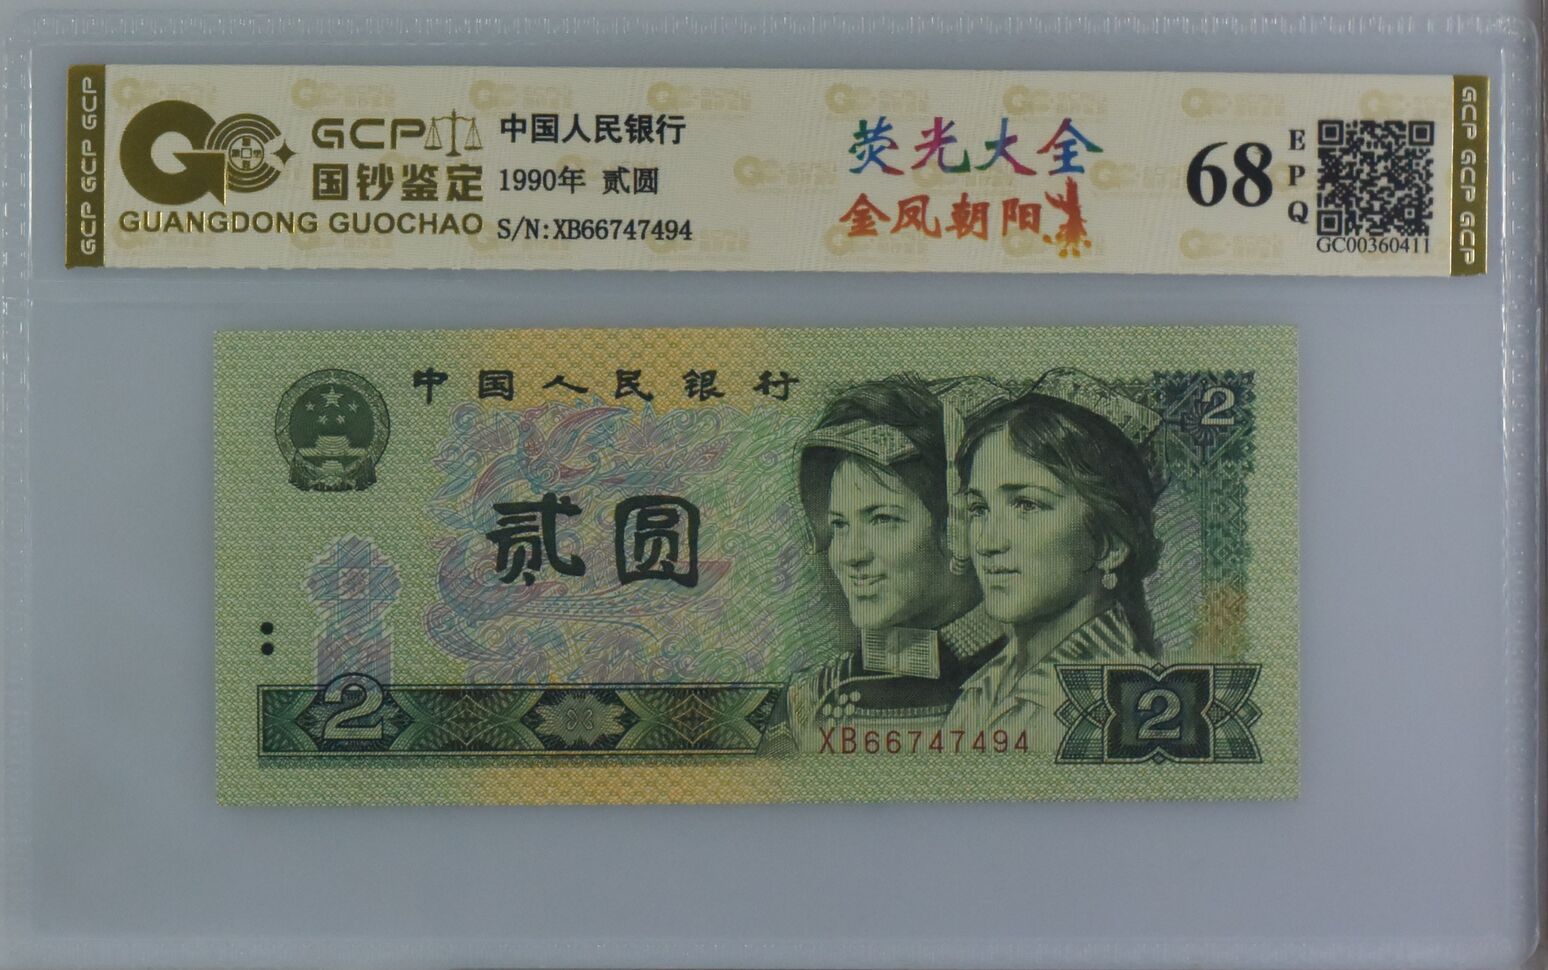 GCP GCP GCP
GCP
国钞鉴定
GUANGDONG GUOCHAO
中国人民银行
1990年 贰圆
S/N:XB66747494
荧光大全
金凤朝阳
68
EPQ
GC00360411
GCP GCP GCP
中国人民银行
2
贰圆
2
XB66747494
2